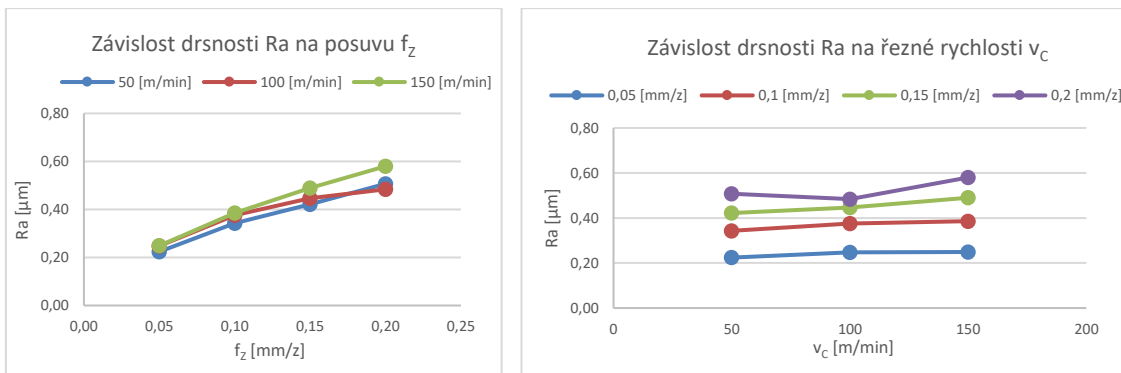 Závislost drsnosti Ra na posuvu fZ
50 [m/min] 100 [m/min] 150 [m/min]
0,80
0,60
0,40
0,20
0,00
Ra [µm]
0,00 0,05 0,10 0,15 0,20 0,25
fZ [mm/z]
Závislost drsnosti Ra na řezné rychlosti vC
0,05 [mm/z] 0,1 [mm/z] 0,15 [mm/z] 0,2 [mm/z]
0,80
0,60
0,40
0,20
0,00
Ra [µm]
0 50 100 150 200
vC [m/min]